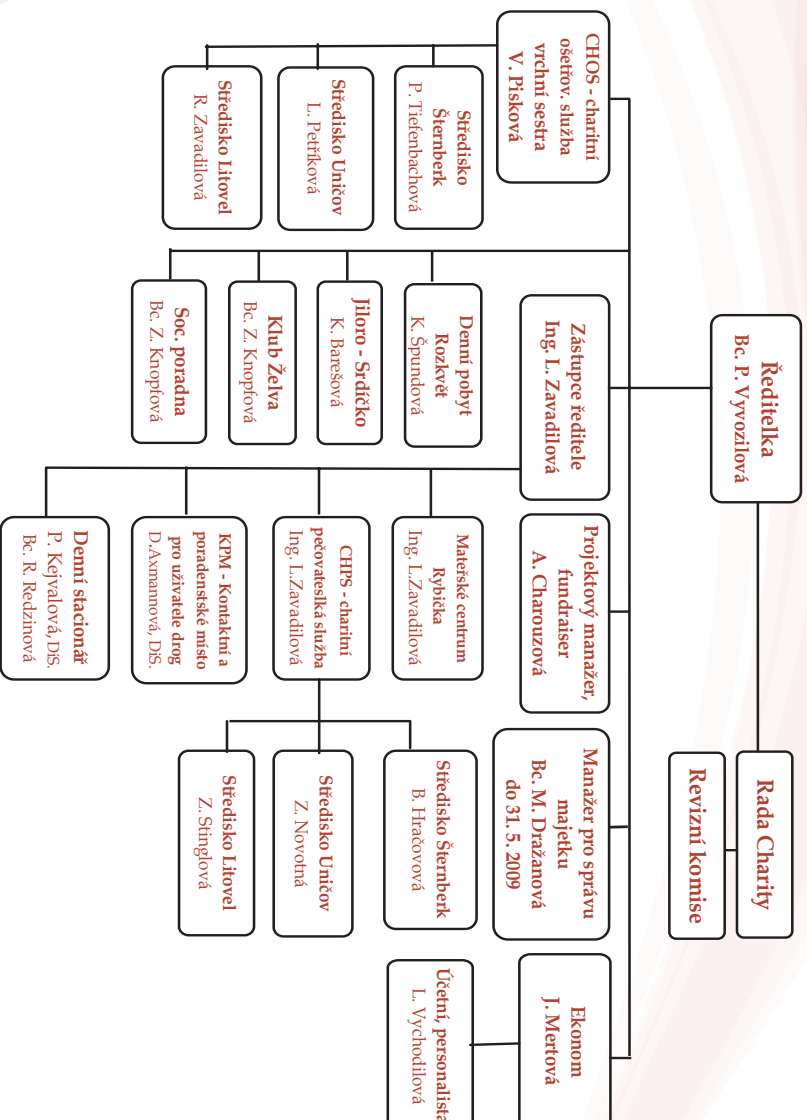 Ředitelka
Bc. P. Vyvozilová
Rada Charity
Revizní komise
CHOS - charitní
ošetřov. služba
vrchní sestra
V. Pisková
Zástupce ředitele
Ing. L. Zavadilová
Projektový manažer,
fundraiser
A. Charouzová
Manažer pro správu
majetku
Bc. M. Dražanová
do 31. 5. 2009
Ekonom
J. Mertová
Středisko
Šternberk
P. Tiefenbachová
Středisko Uničov
L. Petříková
Středisko Litovel
R. Zavadilová
Denní pobyt
Rozkvět
K. Špundová
Jiloro - Srdíčko
K. Barešová
Klub Želva
Bc. Z. Knopfová
Soc. poradna
Bc. Z. Knopfová
Mateřské centrum
Rybička
Ing. L.Zavadilová
CHPS - charitní
pečovateslká služba
Ing. L.Zavadilová
KPM - Kontaktní a
poradenstské místo
pro uživatele drog
D.Axmannová, DiS.
Denní stacionář
P. Kejvalová, DiS.
Bc. R. Redzinová
Středisko Šternberk
B. Hračovová
Středisko Uničov
Z. Novotná
Středisko Litovel
Z. Stinglová
Účetní, personalista
L. Vychodilová